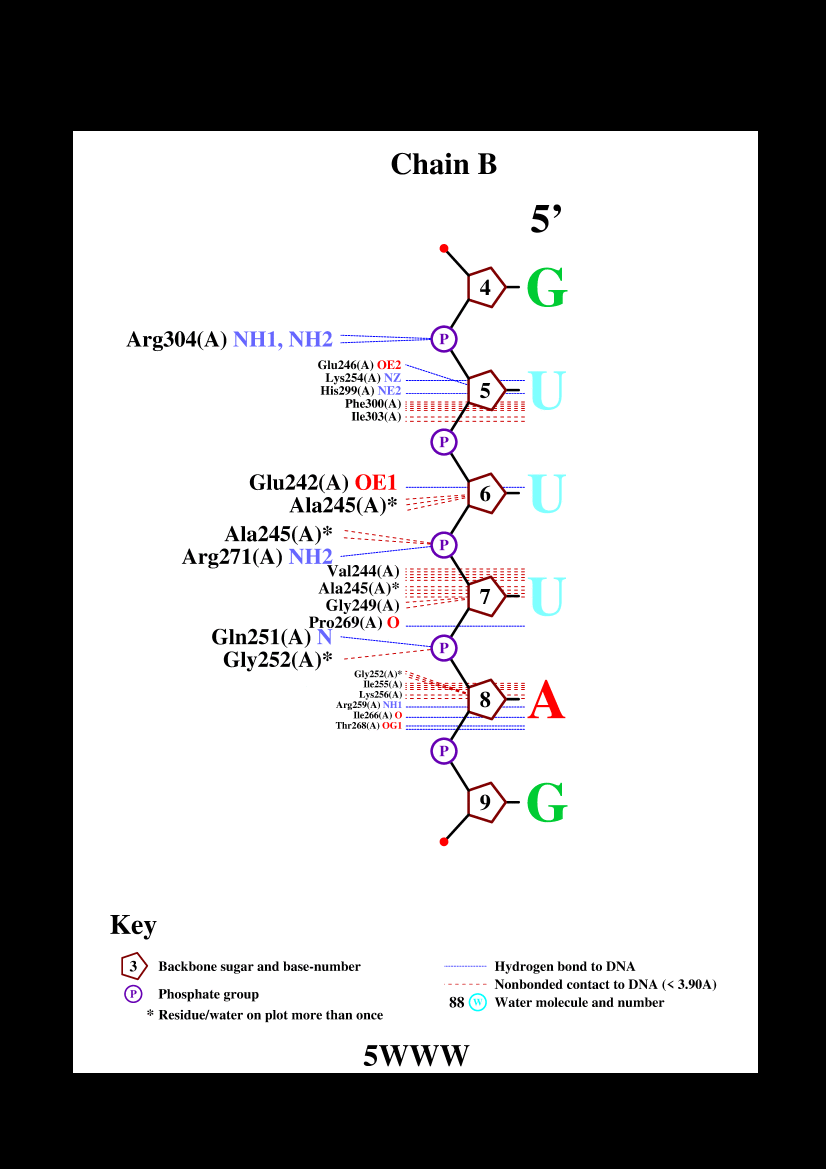 Chain B
5’
4 G
Arg304(A) NH1, NH2 P
Glu246(A) OE2
Lys254(A) NZ
His299(A) NE2
5 U
Phe300(A)
Ile303(A)
P
Glu242(A) OE1
6 U
Ala245(A)*
Ala245(A)*
P
Arg271(A) NH2
Val244(A)
Ala245(A)*
7 U
Gly249(A)
Pro269(A) O
Gln251(A) N
P
Gly252(A)*
Gly252(A)*
Ile255(A)
Lys256(A)
8 A
Arg259(A) NH1
Ile266(A) O
Thr268(A) OG1
P
9 G
Key
3 Backbone sugar and base-number
P Phosphate group
* Residue/water on plot more than once
Hydrogen bond to DNA
Nonbonded contact to DNA (< 3.90A)
88 W Water molecule and number
5WWW